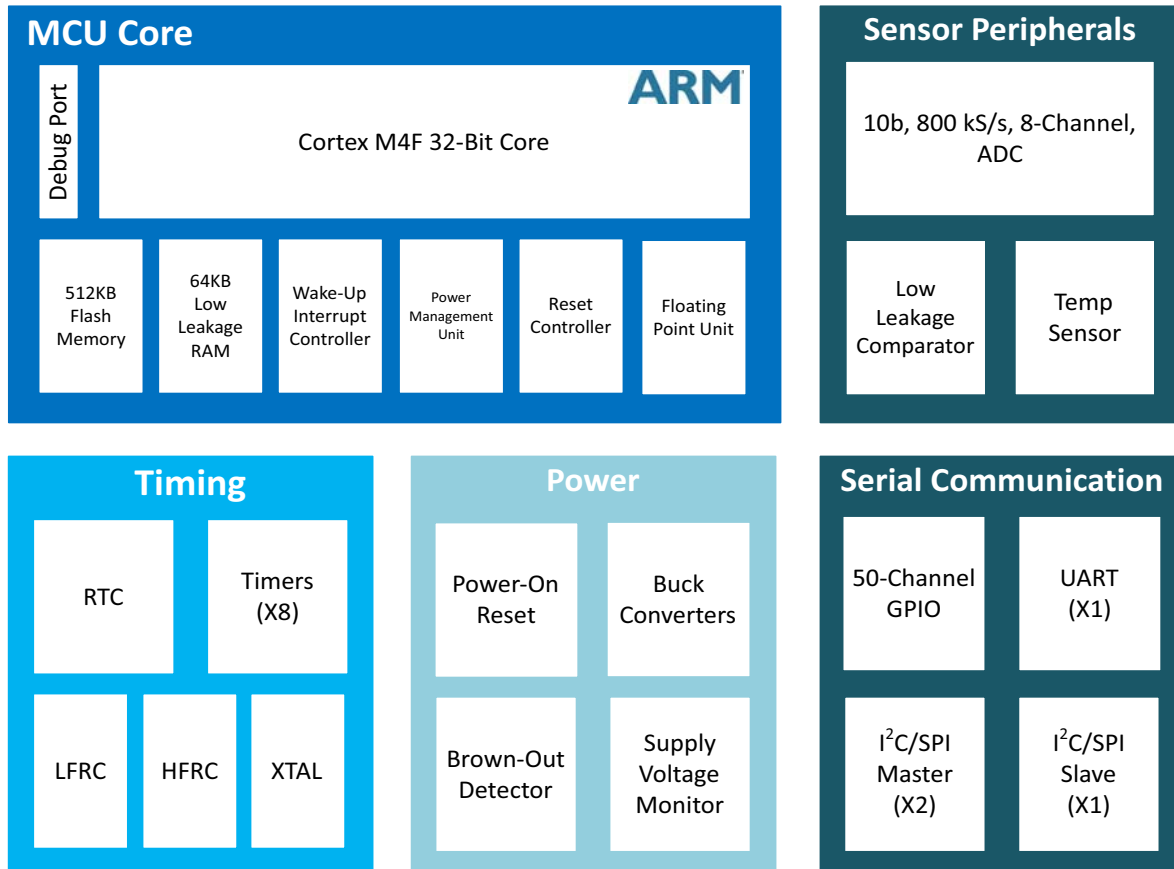 MCU Core
Debug Port
ARM
Cortex M4F 32-Bit Core
512KB
Flash
Memory
64KB
Low
Leakage
RAM
Wake-Up
Interrupt
Controller
Power
Management
Unit
Reset
Controller
Floating
Point Unit
Sensor Peripherals
10b, 800 kS/s, 8-Channel,
ADC
Low
Leakage
Comparator
Temp
Sensor
Timing
RTC
Timers
(X8)
LFRC
HFRC
XTAL
Power
Power-On
Reset
Buck
Converters
Brown-Out
Detector
Supply
Voltage
Monitor
Serial Communication
50-Channel
GPIO
UART
(X1)
I²C/SPI
Master
(X2)
I²C/SPI
Slave
(X1)